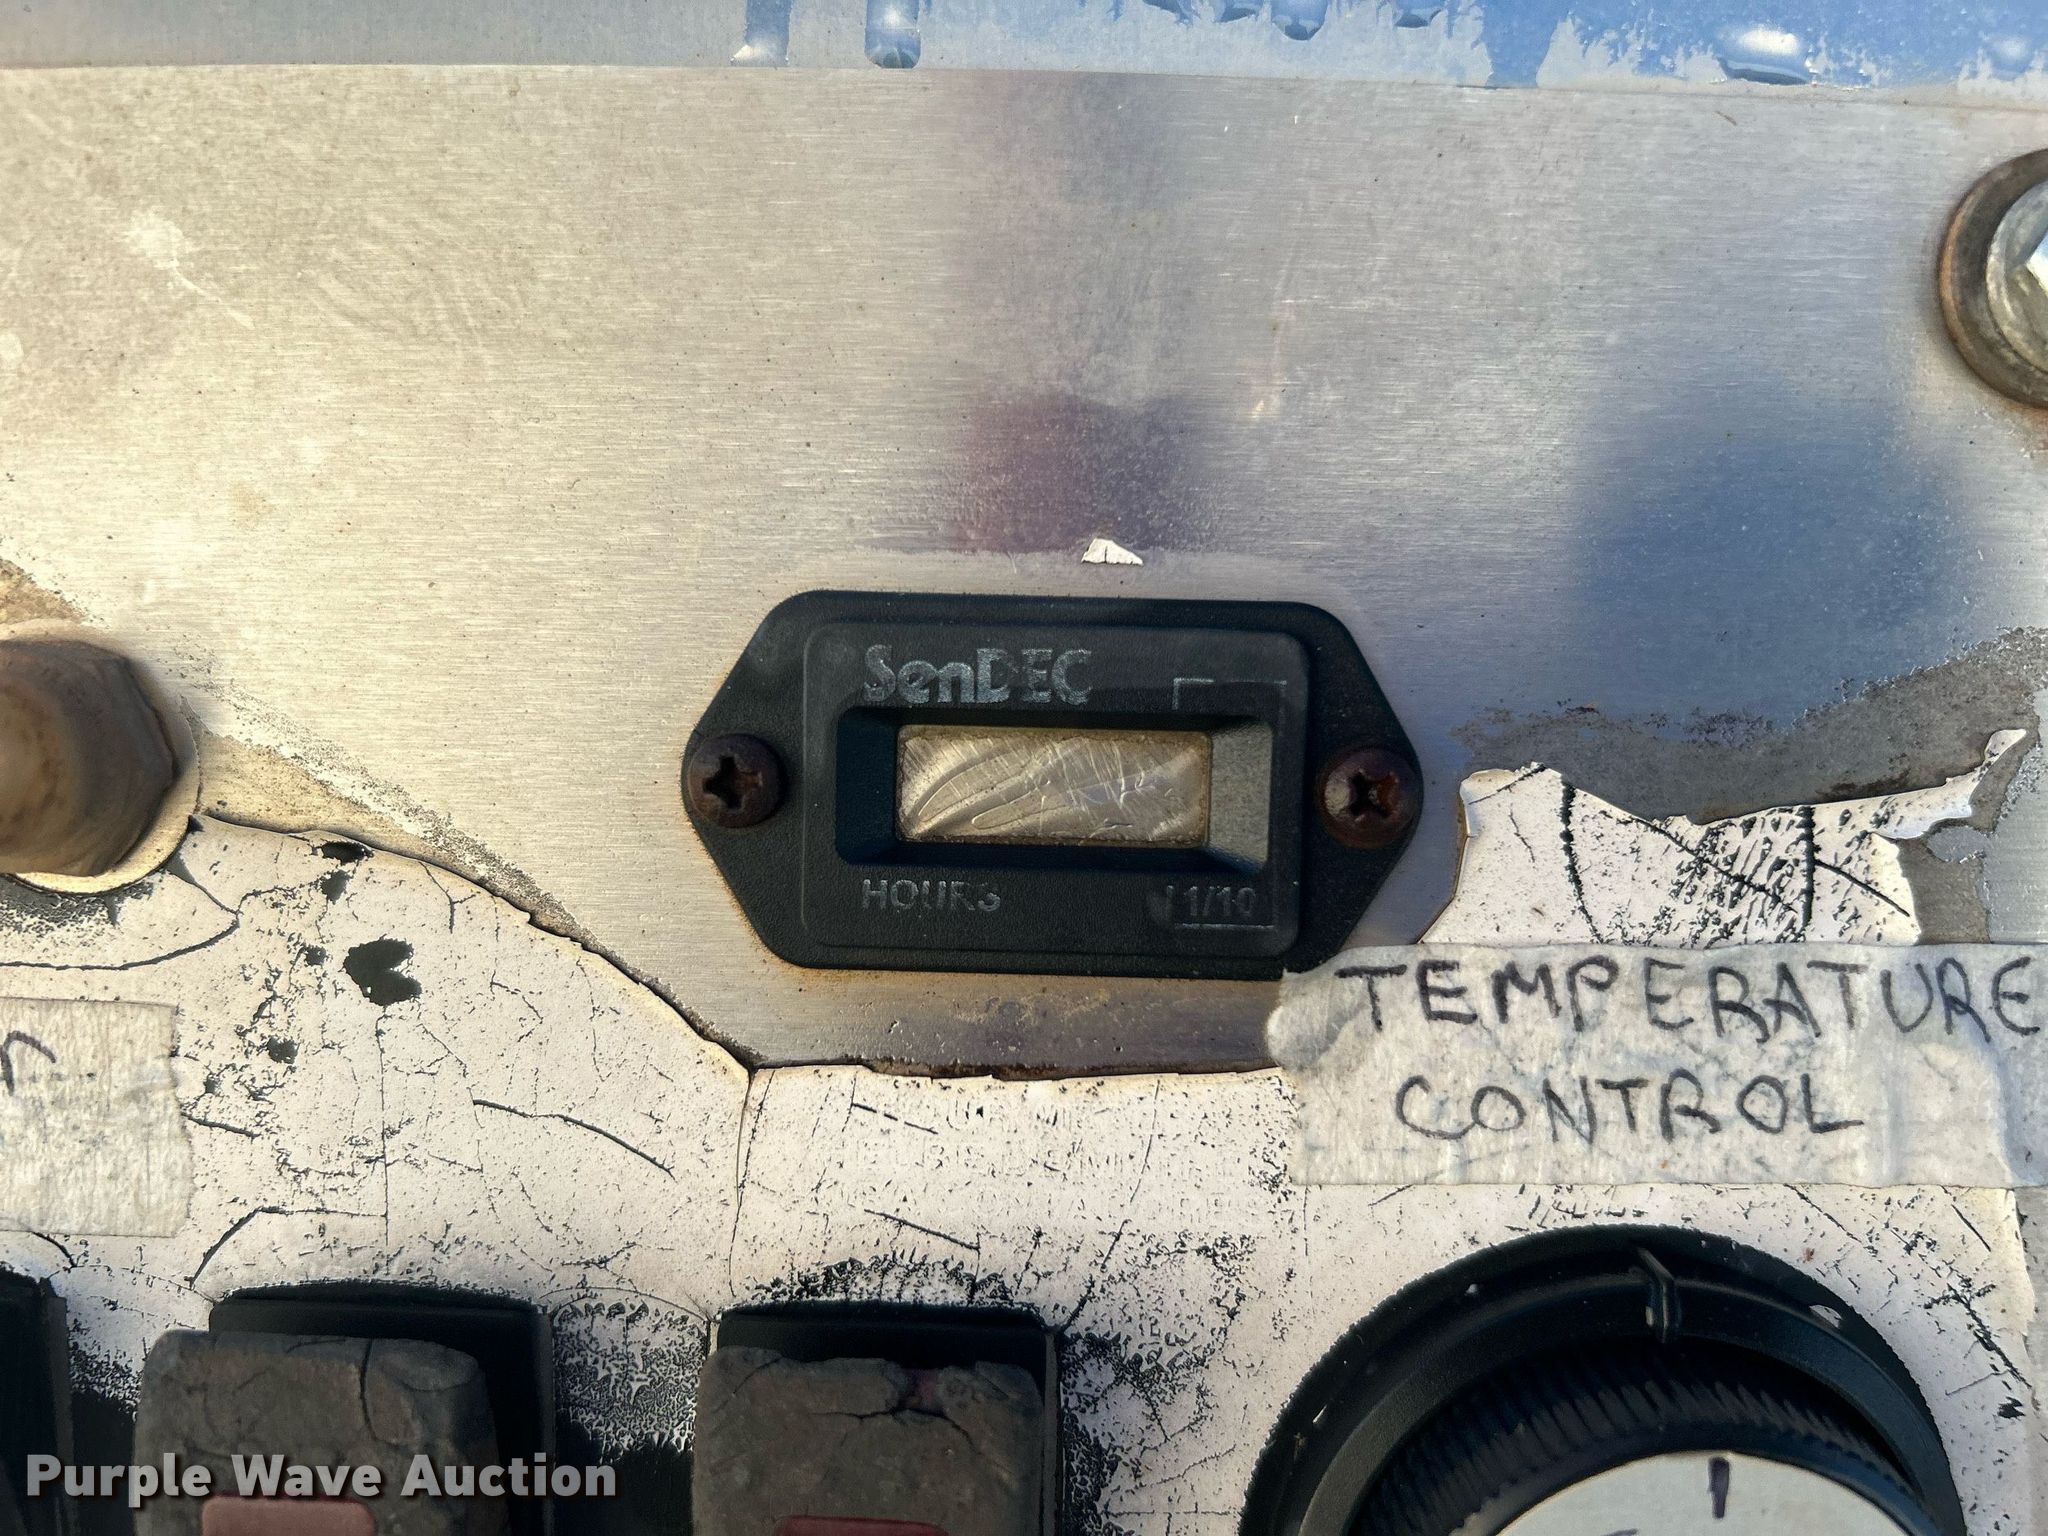 SenDEC
HOURS
1/10
TEMPERATURE
CONTROL
Purple Wave Auction